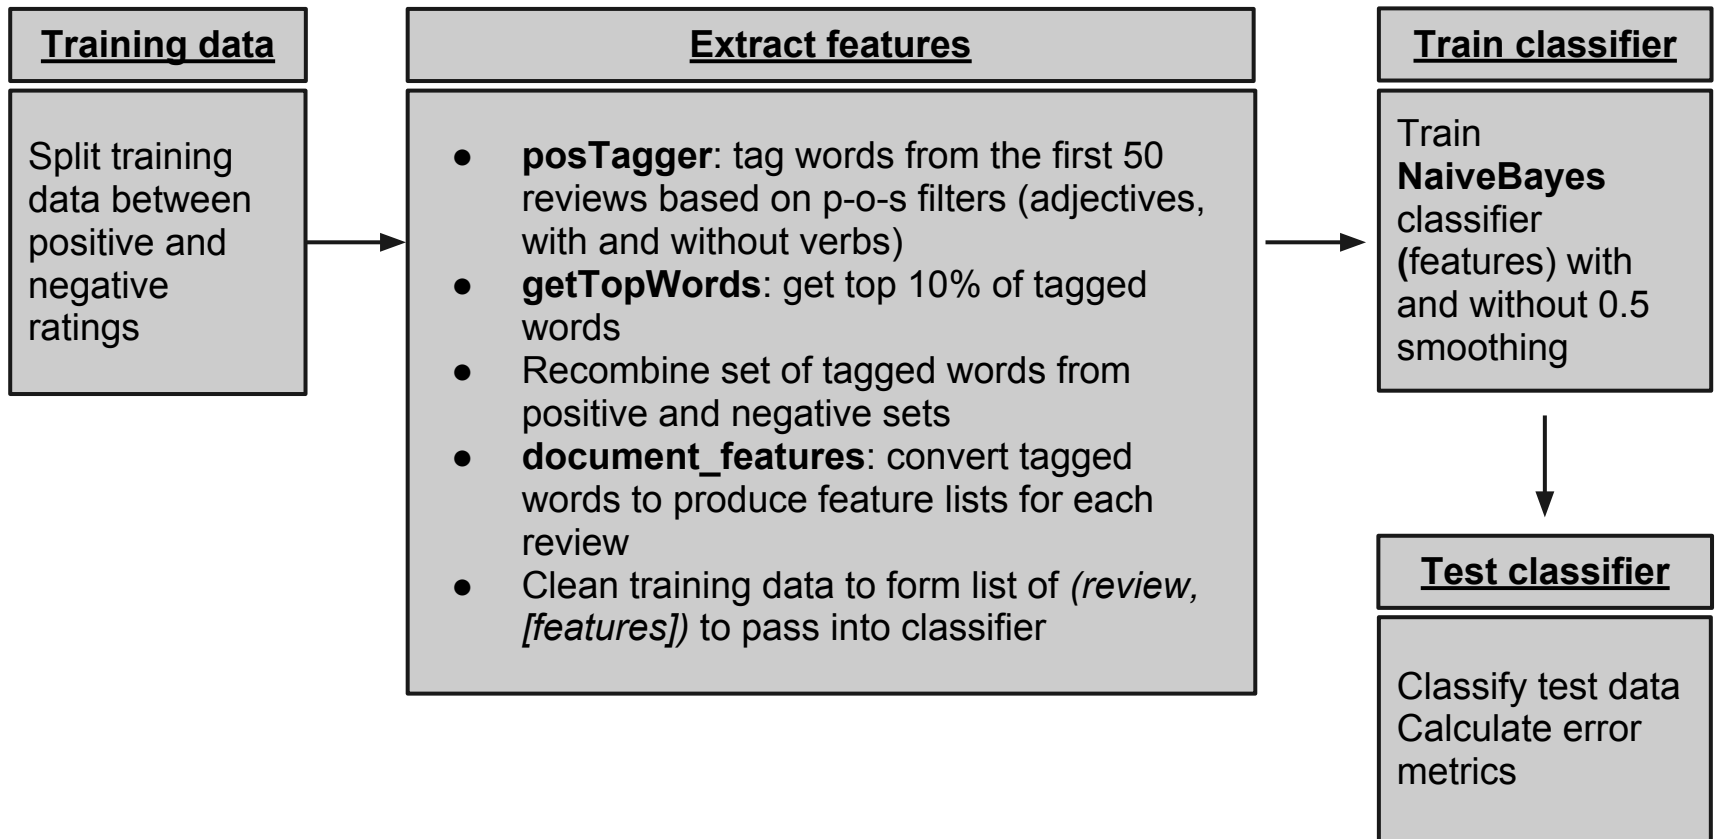 Training data
Split training
data between
positive and
negative
ratings
Extract features
● posTagger: tag words from the first 50
reviews based on p-o-s filters (adjectives,
with and without verbs)
● getTopWords: get top 10% of tagged
words
● Recombine set of tagged words from
positive and negative sets
● document_features: convert tagged
words to produce feature lists for each
review
● Clean training data to form list of (review,
[features]) to pass into classifier
Train classifier
Train
NaiveBayes
classifier
(features) with
and without 0.5
smoothing
Test classifier
Classify test data
Calculate error
metrics